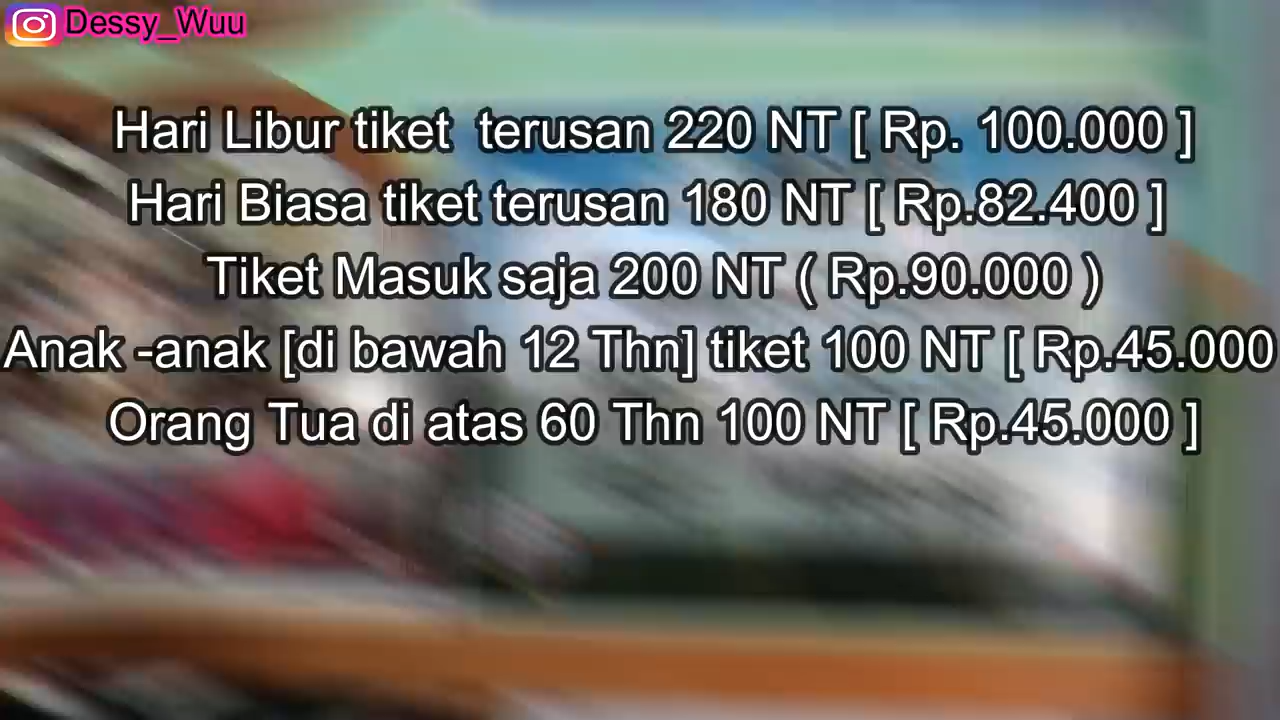 Dessy_Wuu
Hari Libur tiket terusan 220 NT [ Rp. 100.000 ]
Hari Biasa tiket terusan 180 NT [ Rp.82.400 ]
Tiket Masuk saja 200 NT ( Rp.90.000 )
Anak -anak [di bawah 12 Thn] tiket 100 NT [ Rp.45.000
Orang Tua di atas 60 Thn 100 NT [ Rp.45.000 ]